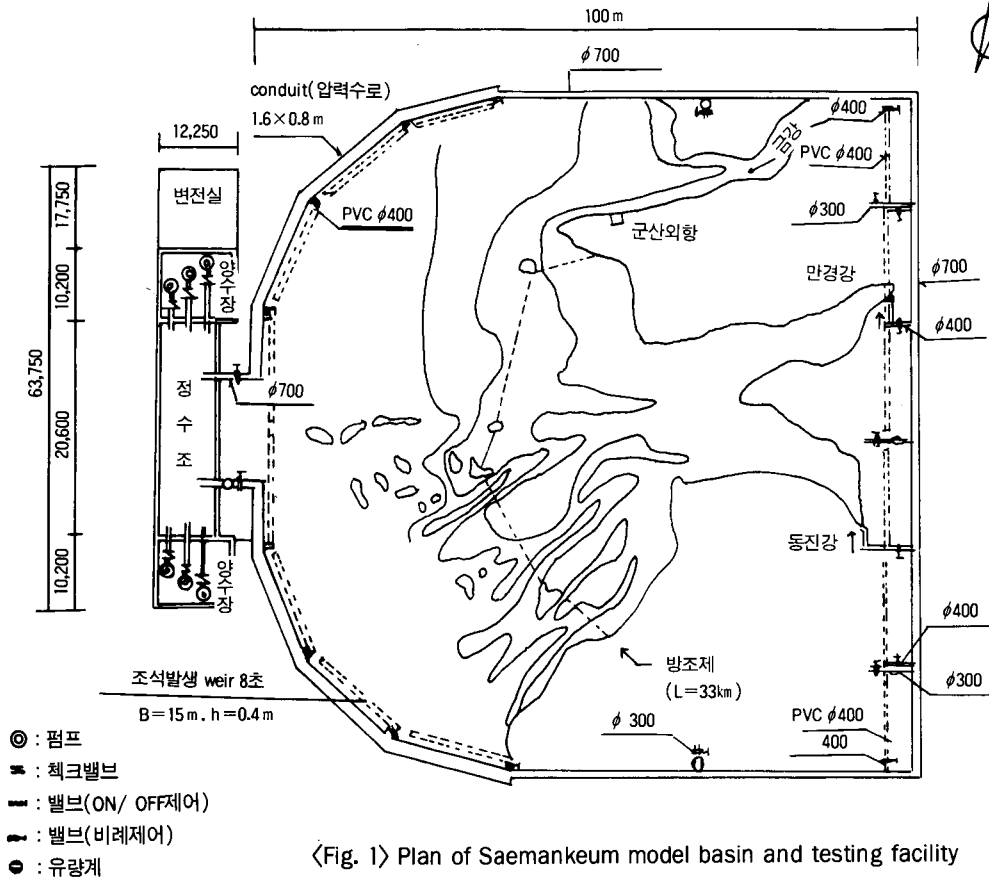 100 m
φ700
conduit(압력수로)
1.6×0.8 m
12,250
φ400
금강
PVC φ400
변전실
17,750
PVC φ400
φ300
군산외항
10,200
양수장
만경강
φ700
φ400
63,750
정수조
φ700
20,600
동진강
10,200
양수장
φ400
방조제
(L=33㎞)
φ300
조석발생 weir 8조
B=15m. h=0.4 m
φ 300
PVC φ400
400
: 펌프
: 체크밸브
: 밸브(ON/ OFF제어)
: 밸브(비례제어)
: 유량계
〈Fig. 1〉 Plan of Saemankeum model basin and testing facility